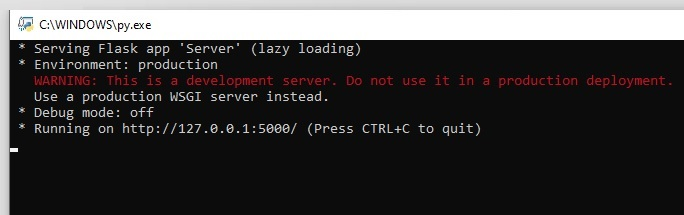 C:\WINDOWS\py.exe
* Serving Flask app 'Server' (lazy loading)
* Environment: production
WARNING: This is a development server. Do not use it in a production deployment.
Use a production WSGI server instead.
* Debug mode: off
* Running on http://127.0.0.1:5000/ (Press CTRL+C to quit)